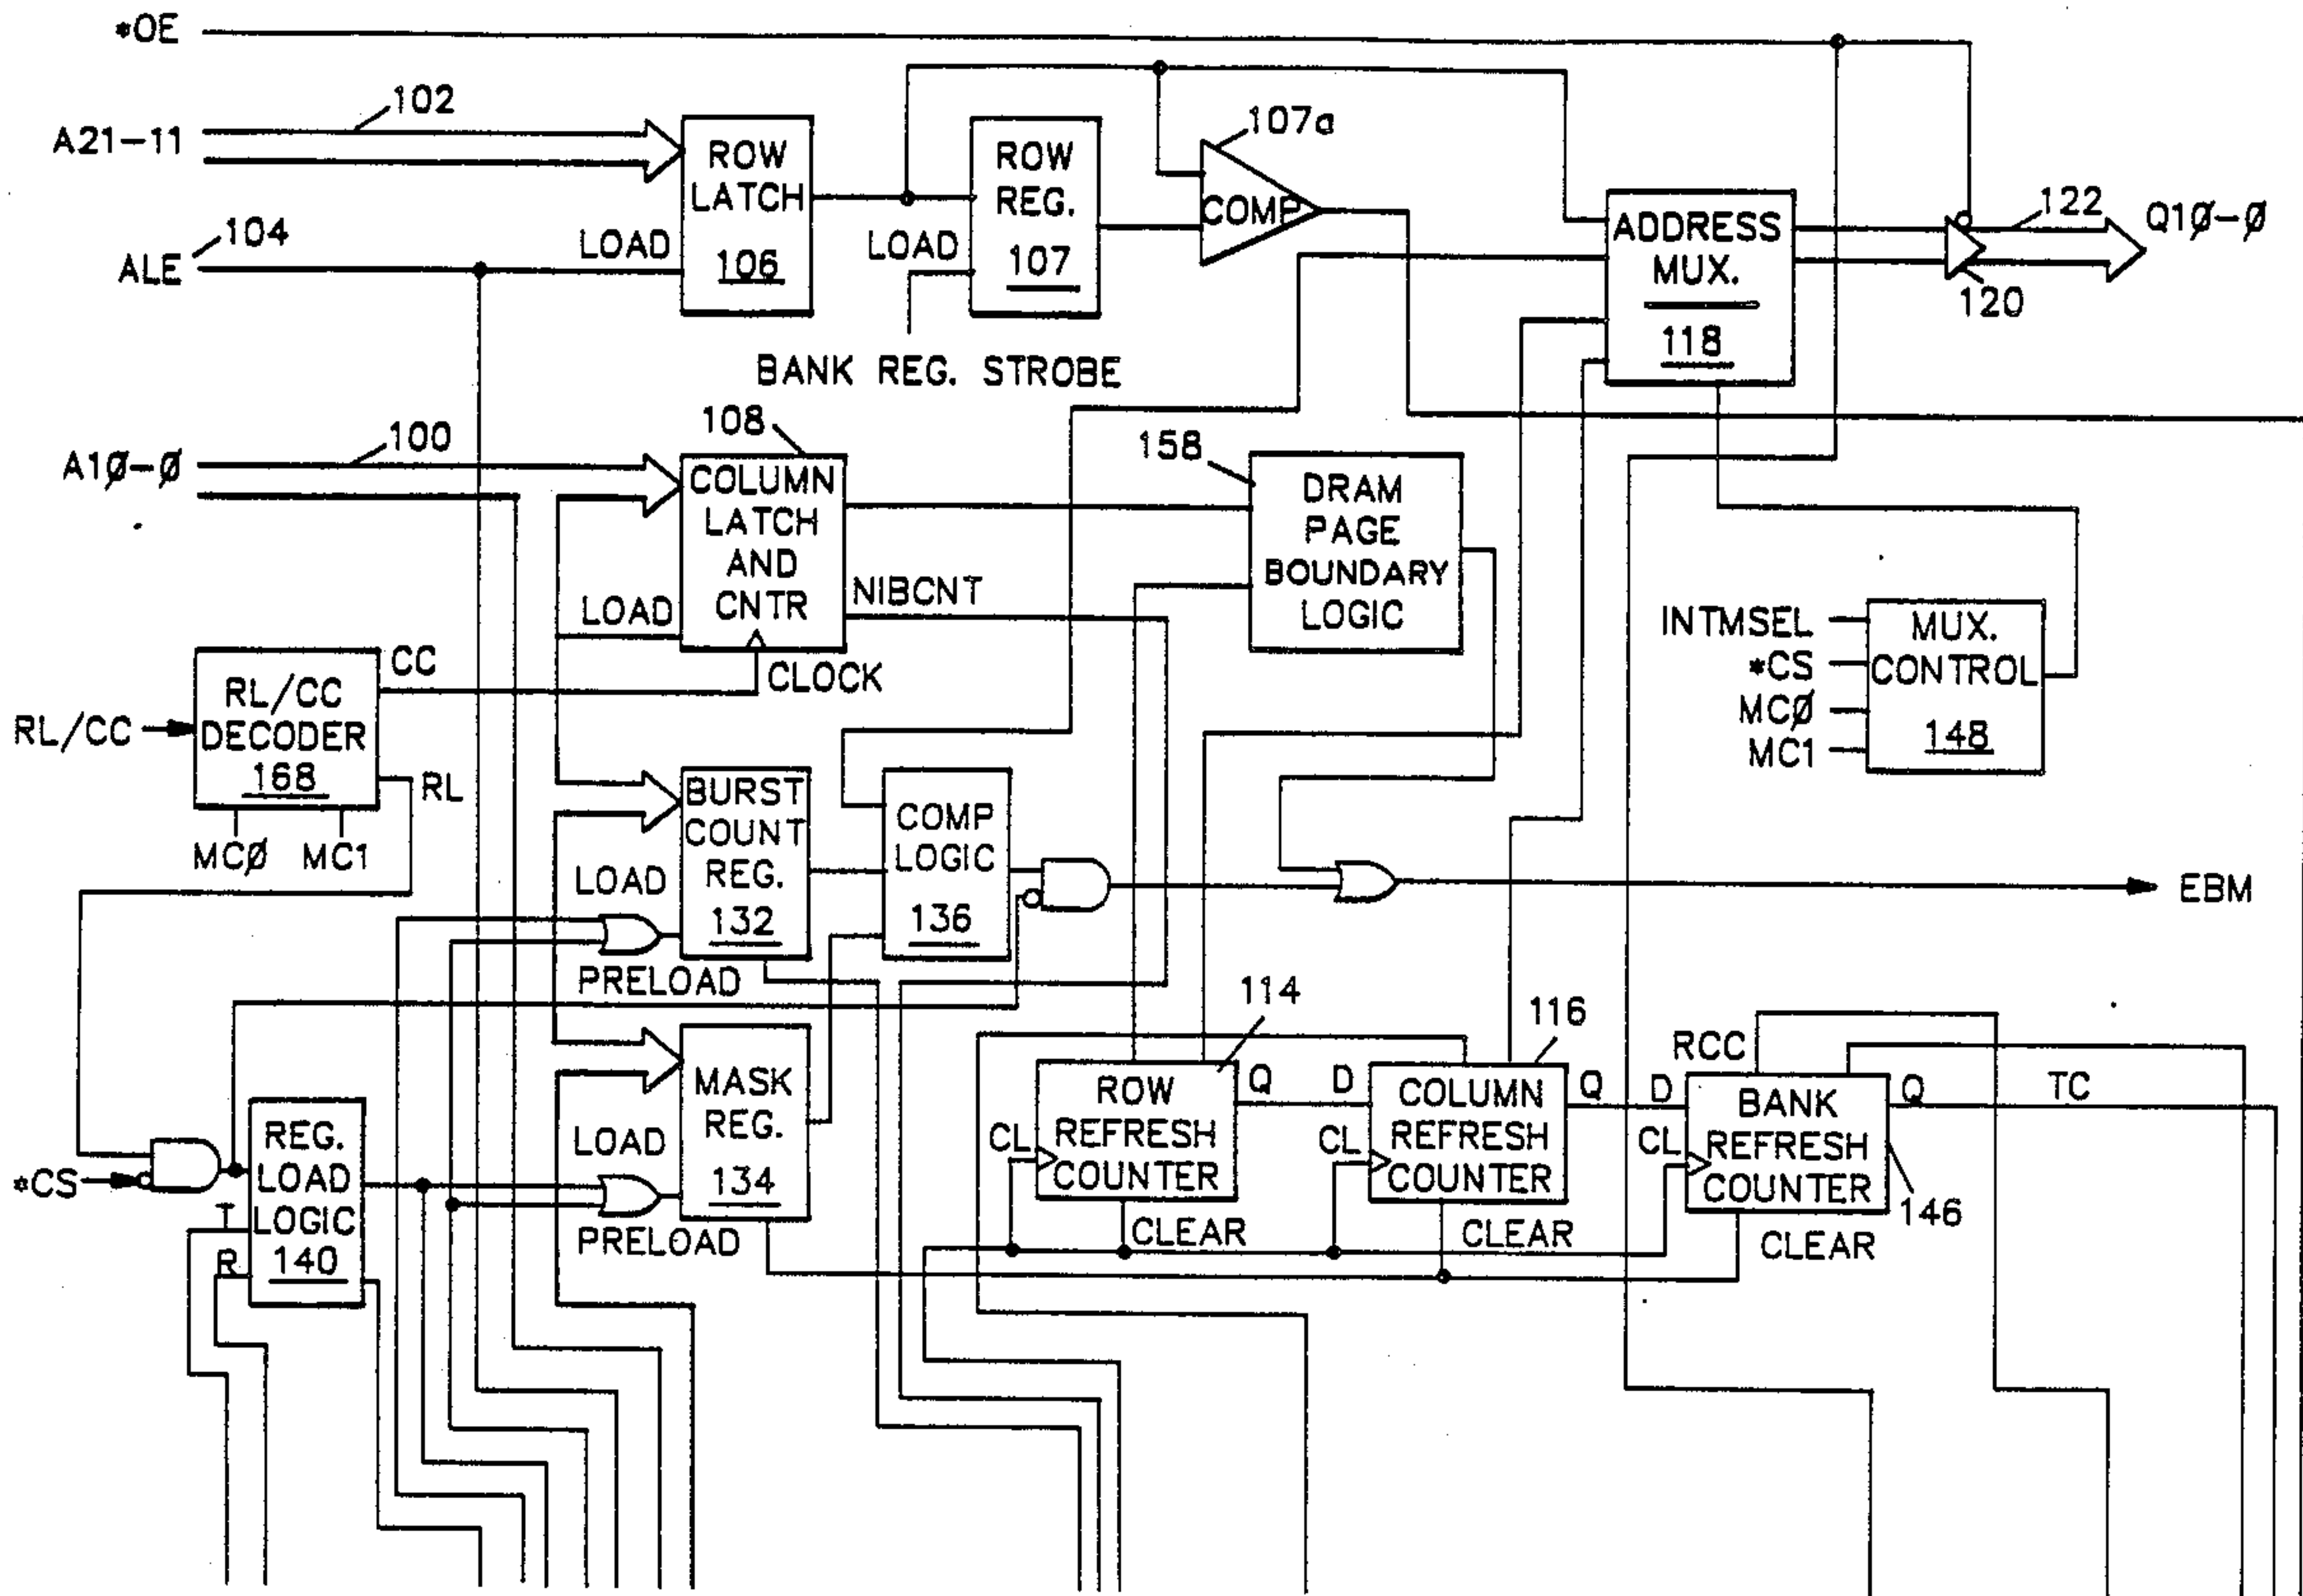 *OE
102
A21-11
ROW
LATCH
106
LOAD
ROW
REG.
107
LOAD
107a
COMP
ADDRESS
MUX.
118
122
Q1Ø-Ø
120
104
ALE
BANK REG. STROBE
100
A1Ø-Ø
108
COLUMN
LATCH
AND
CNTR
LOAD
NIBCNT
CLOCK
158
DRAM
PAGE
BOUNDARY
LOGIC
INTMSEL
*CS
MCØ
MC1
MUX.
CONTROL
148
RL/CC
RL/CC
DECODER
168
CC
RL
MCØ
MC1
BURST
COUNT
REG.
132
LOAD
PRELOAD
COMP
LOGIC
136
EBM
MASK
REG.
134
LOAD
PRELOAD
*CS
REG.
LOAD
LOGIC
140
T
R
114
ROW
REFRESH
COUNTER
CL
Q
CLEAR
116
D
COLUMN
REFRESH
COUNTER
CL
Q
CLEAR
RCC
D
BANK
REFRESH
COUNTER
CL
Q
TC
146
CLEAR